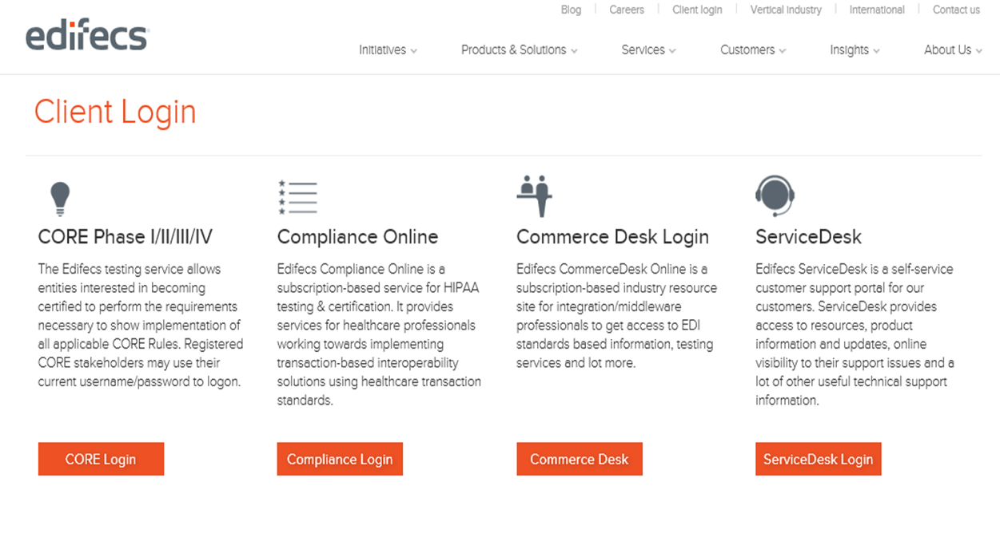 Blog Careers Client login Vertical industry International Contact us
edifecs
Initiatives Products & Solutions Services Customers Insights About Us
Client Login
CORE Phase I/II/III/IV
The Edifecs testing service allows
entities interested in becoming
certified to perform the requirements
necessary to show implementation of
all applicable CORE Rules. Registered
CORE stakeholders may use their
current username/password to logon.
CORE Login
Compliance Online
Edifecs Compliance Online is a
subscription-based service for HIPAA
testing & certification. It provides
services for healthcare professionals
working towards implementing
transaction-based interoperability
solutions using healthcare transaction
standards.
Compliance Login
Commerce Desk Login
Edifecs CommerceDesk Online is a
subscription-based industry resource
site for integration/middleware
professionals to get access to EDI
standards based information, testing
services and lot more.
Commerce Desk
ServiceDesk
Edifecs ServiceDesk is a self-service
customer support portal for our
customers. ServiceDesk provides
access to resources, product
information and updates, online
visibility to their support issues and a
lot of other useful technical support
information.
ServiceDesk Login